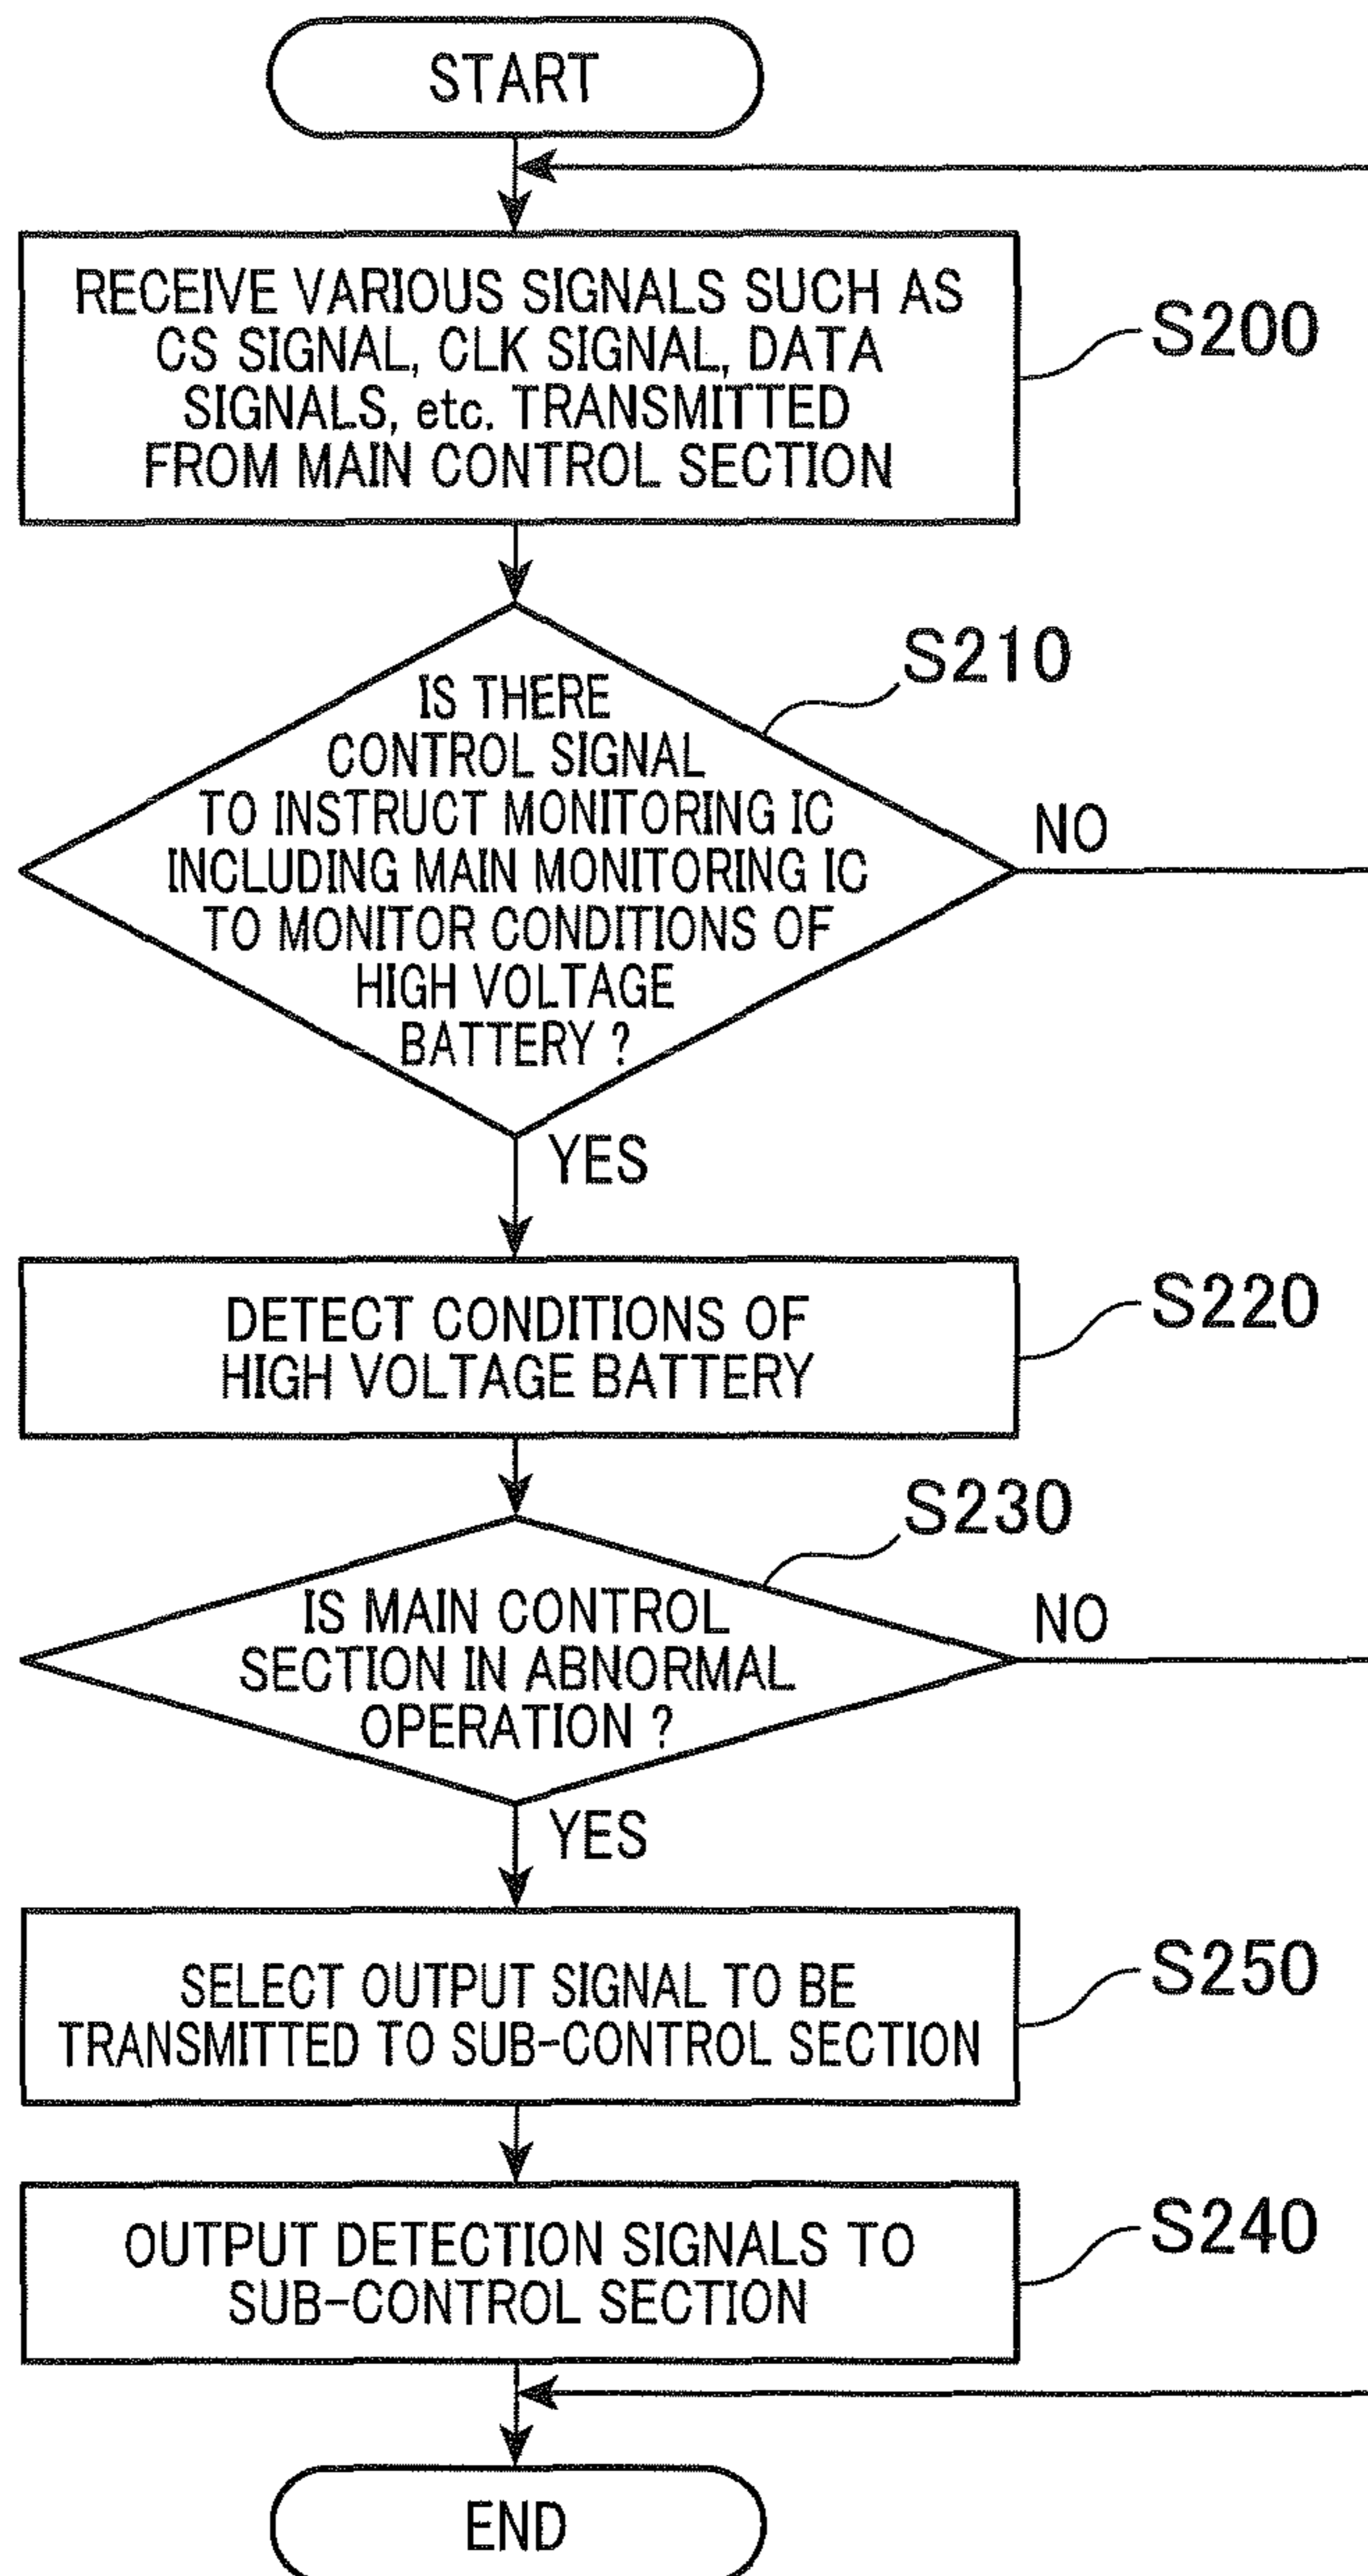 START
RECEIVE VARIOUS SIGNALS SUCH AS
CS SIGNAL, CLK SIGNAL, DATA
SIGNALS, etc. TRANSMITTED
FROM MAIN CONTROL SECTION
S200
S210
IS THERE
CONTROL SIGNAL
TO INSTRUCT MONITORING IC
INCLUDING MAIN MONITORING IC
TO MONITOR CONDITIONS OF
HIGH VOLTAGE
BATTERY ?
NO
YES
DETECT CONDITIONS OF
HIGH VOLTAGE BATTERY
S220
S230
IS MAIN CONTROL
SECTION IN ABNORMAL
OPERATION ?
NO
YES
SELECT OUTPUT SIGNAL TO BE
TRANSMITTED TO SUB-CONTROL SECTION
S250
OUTPUT DETECTION SIGNALS TO
SUB-CONTROL SECTION
S240
END